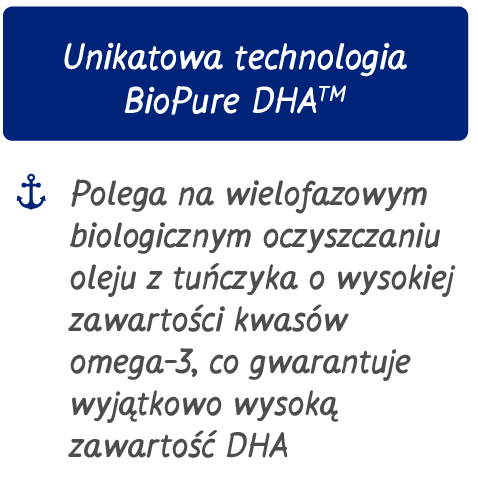 Unikatowa technologia
BioPure DHA™
Polega na wielofazowym
biologicznym oczyszczaniu
oleju z tuńczyka o wysokiej
zawartości kwasów
omega-3, co gwarantuje
wyjątkowo wysoką
zawartość DHA